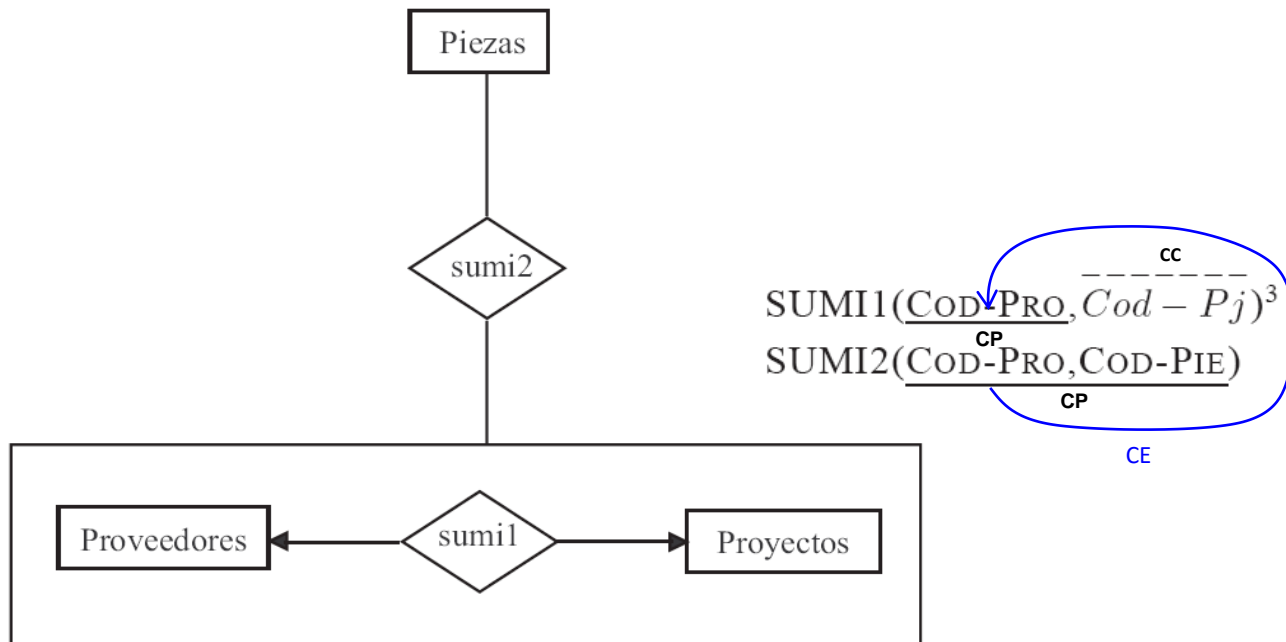 Piezas
sumi2
Proveedores
sumi1
Proyectos
CC
SUMI1(COD-PRO, Cod − Pj)³
CP
SUMI2(COD-PRO,COD-PIE)
CP
CE